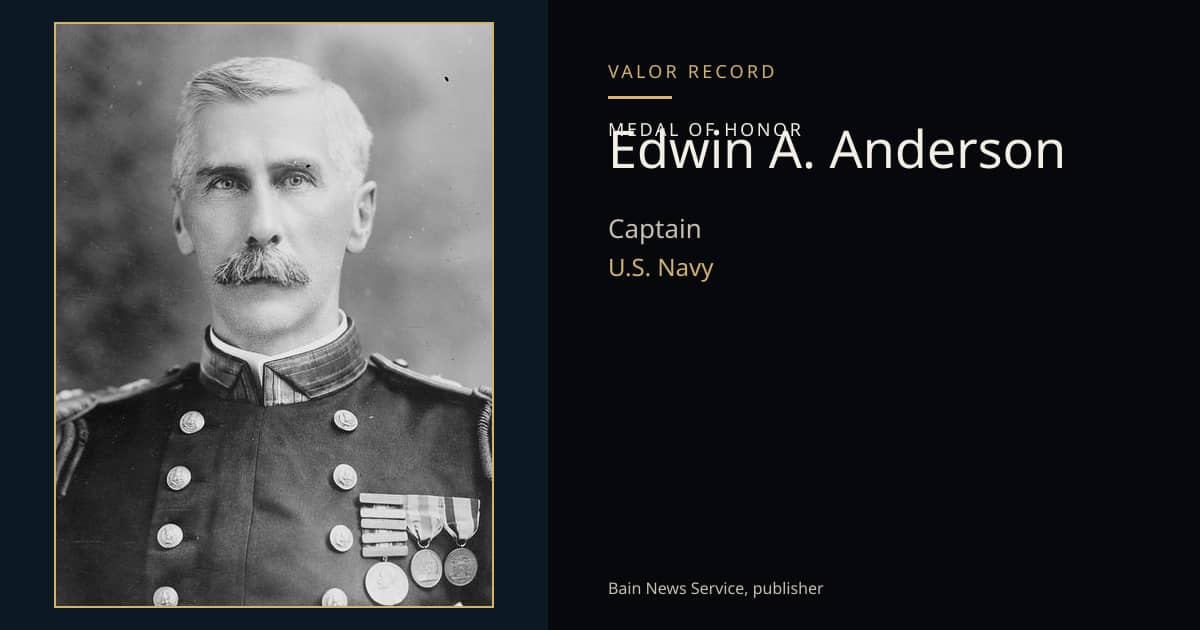 VALOR RECORD
MEDAL OF HONOR
Edwin A. Anderson
Captain
U.S. Navy
Bain News Service, publisher